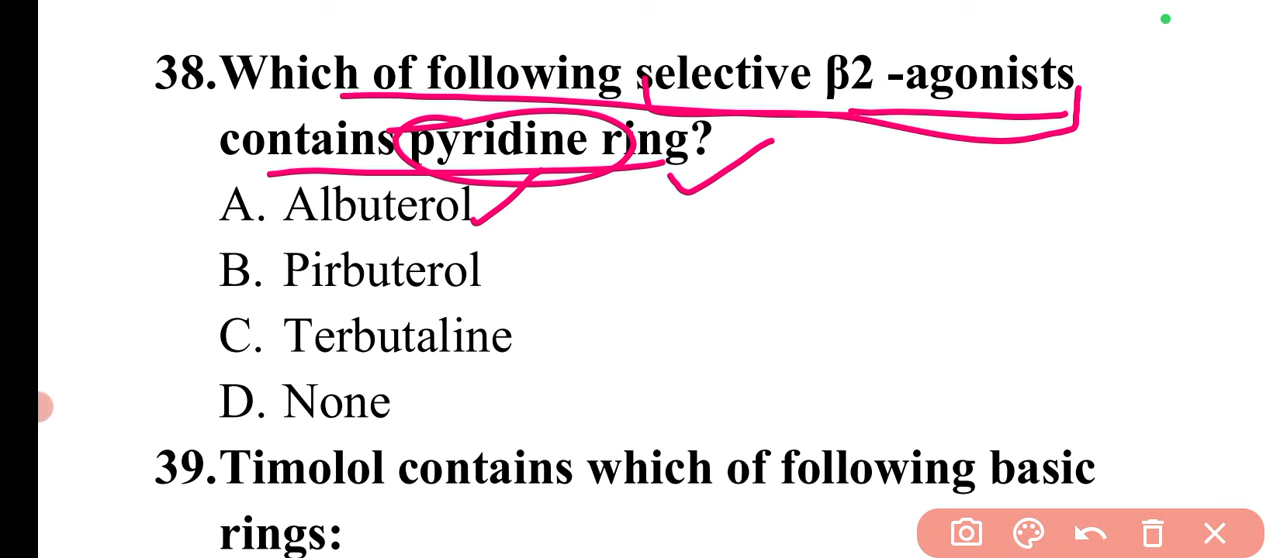 38.Which of following selective β2 -agonists
contains pyridine ring?
A. Albuterol
B. Pirbuterol
C. Terbutaline
D. None
39.Timolol contains which of following basic
rings: